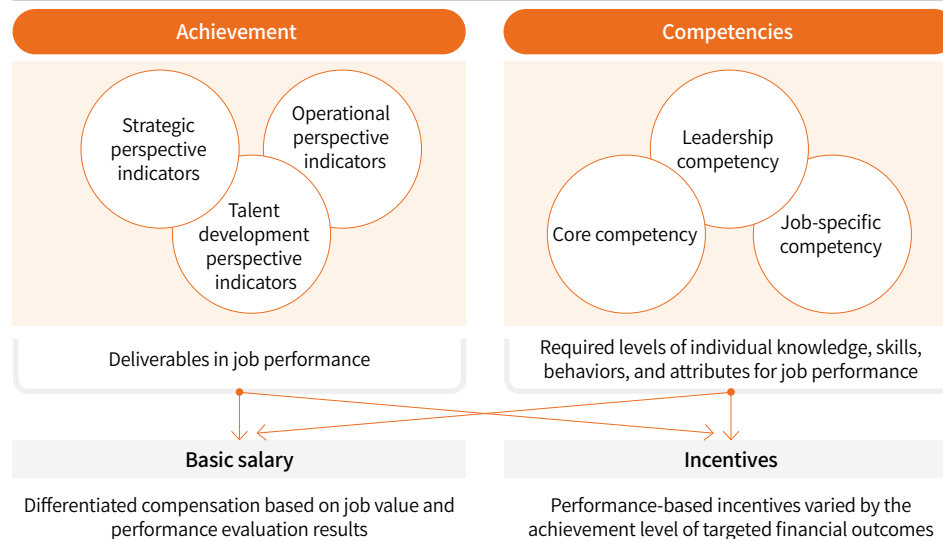 Achievement
Strategic
perspective
indicators
Operational
perspective
indicators
Talent
development
perspective
indicators
Deliverables in job performance
Competencies
Leadership
competency
Core competency
Job-specific
competency
Required levels of individual knowledge, skills,
behaviors, and attributes for job performance
Basic salary
Differentiated compensation based on job value and
performance evaluation results
Incentives
Performance-based incentives varied by the
achievement level of targeted financial outcomes